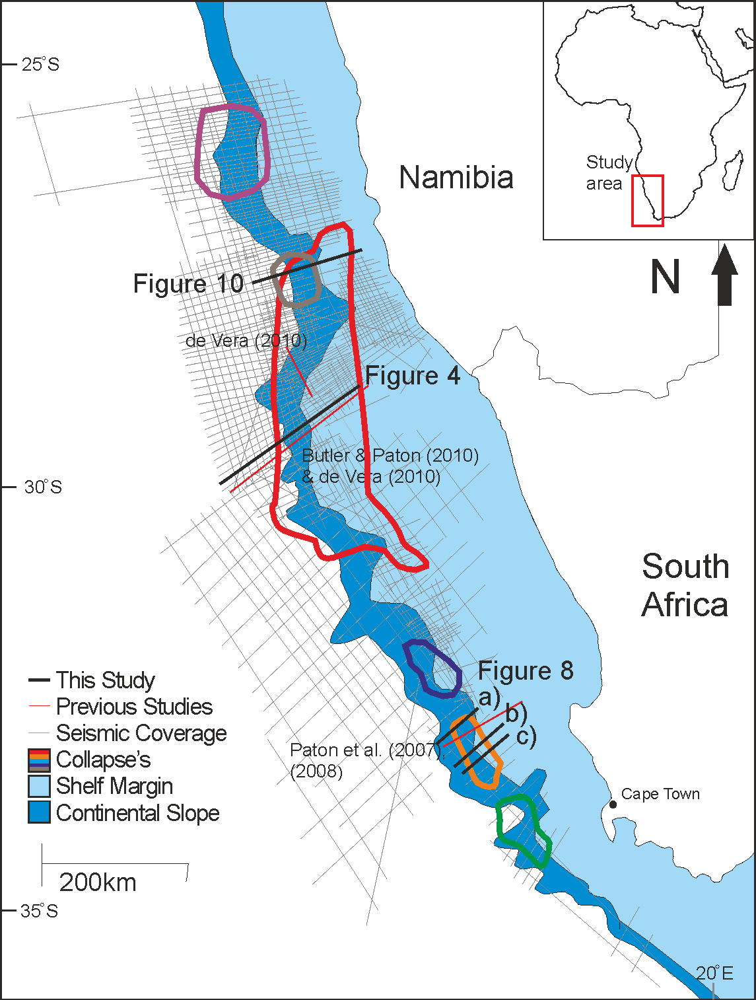 25°S
Namibia
Study
area
N
Figure 10
de Vera (2010)
Figure 4
Butler & Paton (2010)
& de Vera (2010)
30°S
South
Africa
Figure 8
a)
b)
c)
Paton et al. (2007),
(2008)
This Study
Previous Studies
Seismic Coverage
Collapse's
Shelf Margin
Continental Slope
Cape Town
200km
35°S
20°E